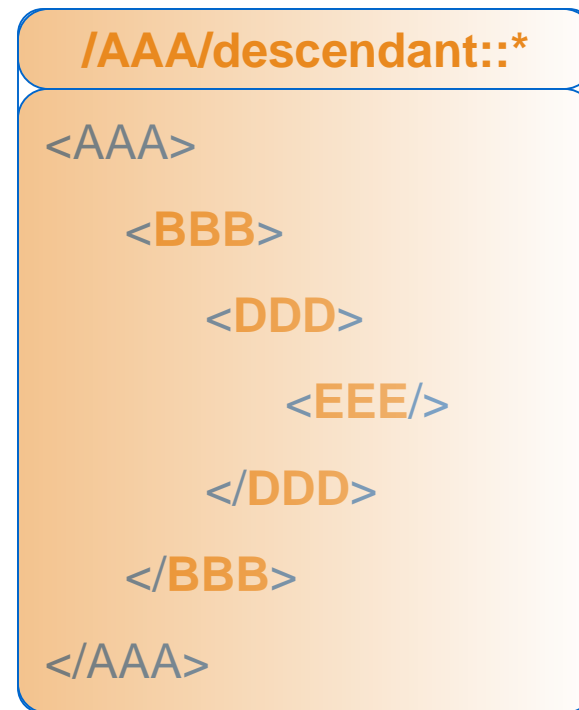 /AAA/descendant::*
<AAA>
<BBB>
<DDD>
<EEE/>
</DDD>
</BBB>
</AAA>